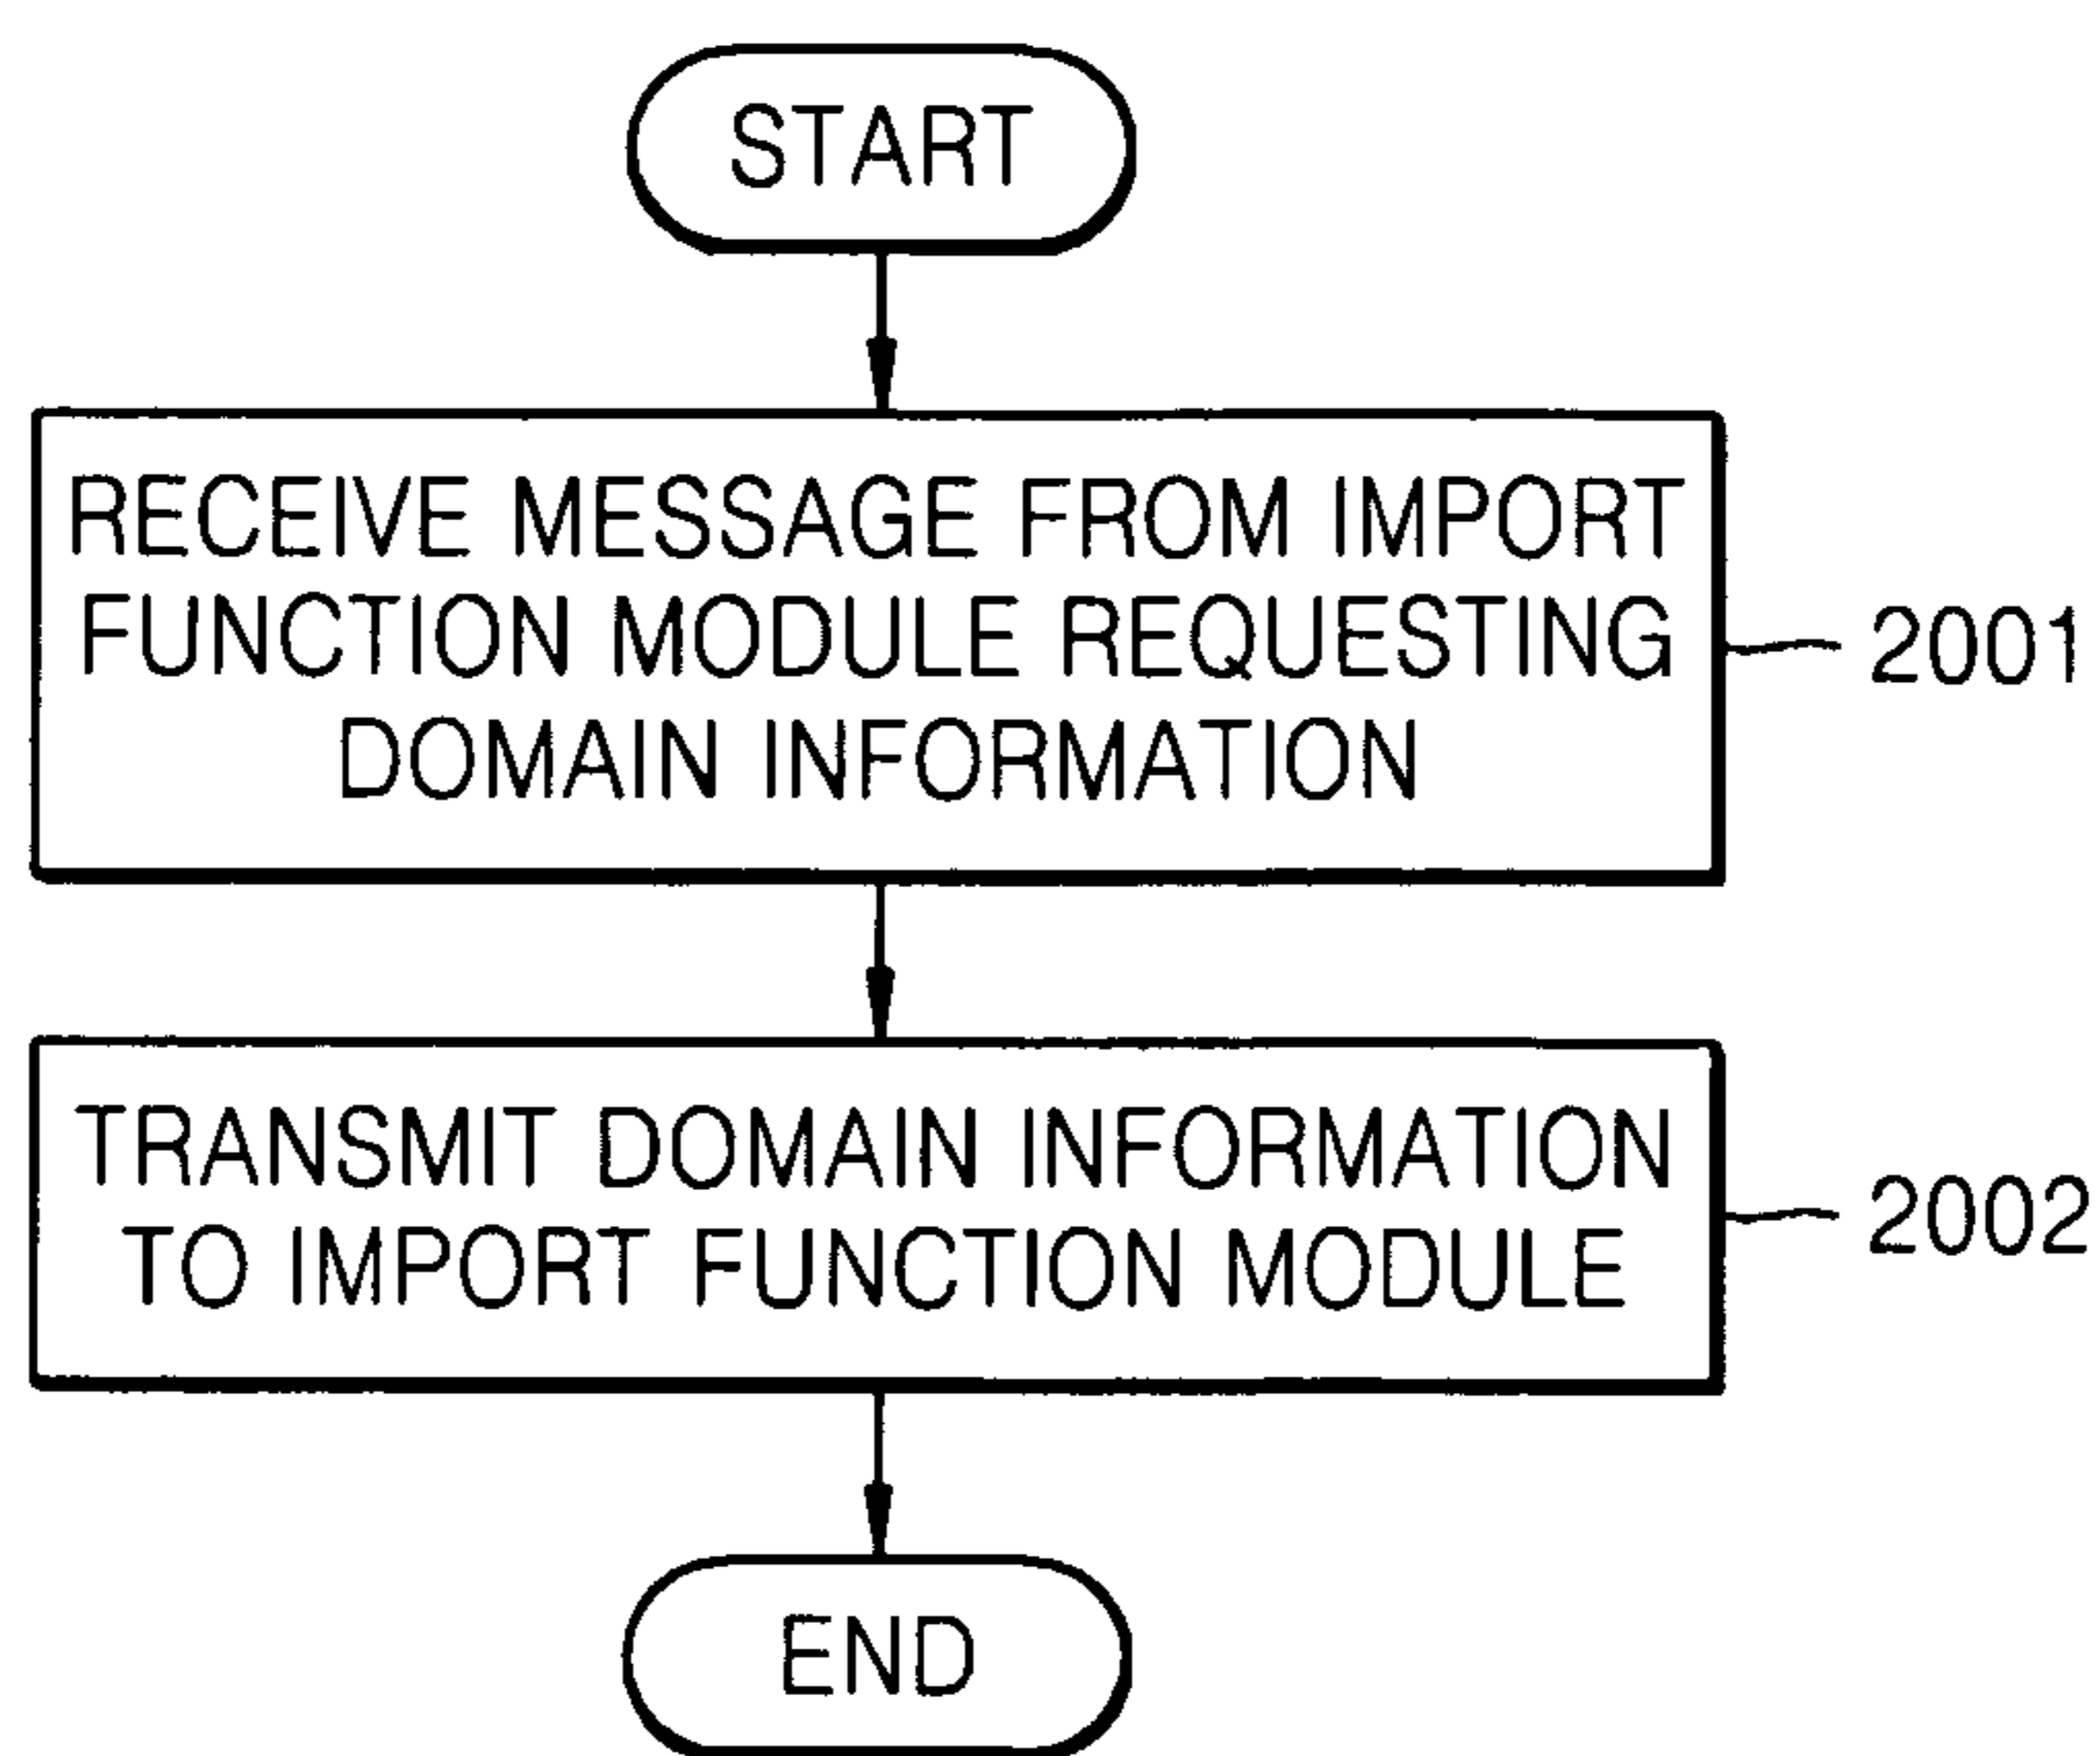 START
RECEIVE MESSAGE FROM IMPORT
FUNCTION MODULE REQUESTING
DOMAIN INFORMATION
2001
TRANSMIT DOMAIN INFORMATION
TO IMPORT FUNCTION MODULE
2002
END